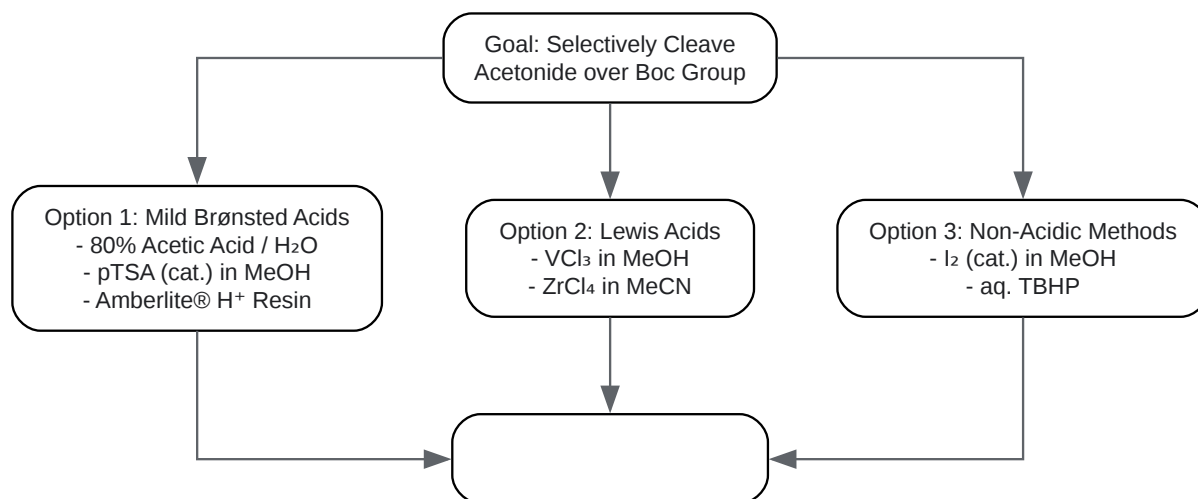 Goal: Selectively Cleave
Acetonide over Boc Group
Option 1: Mild Brønsted Acids
- 80% Acetic Acid / H₂O
- pTSA (cat.) in MeOH
- Amberlite® H⁺ Resin
Option 2: Lewis Acids
- VCl₃ in MeOH
- ZrCl₄ in MeCN
Option 3: Non-Acidic Methods
- I₂ (cat.) in MeOH
- aq. TBHP